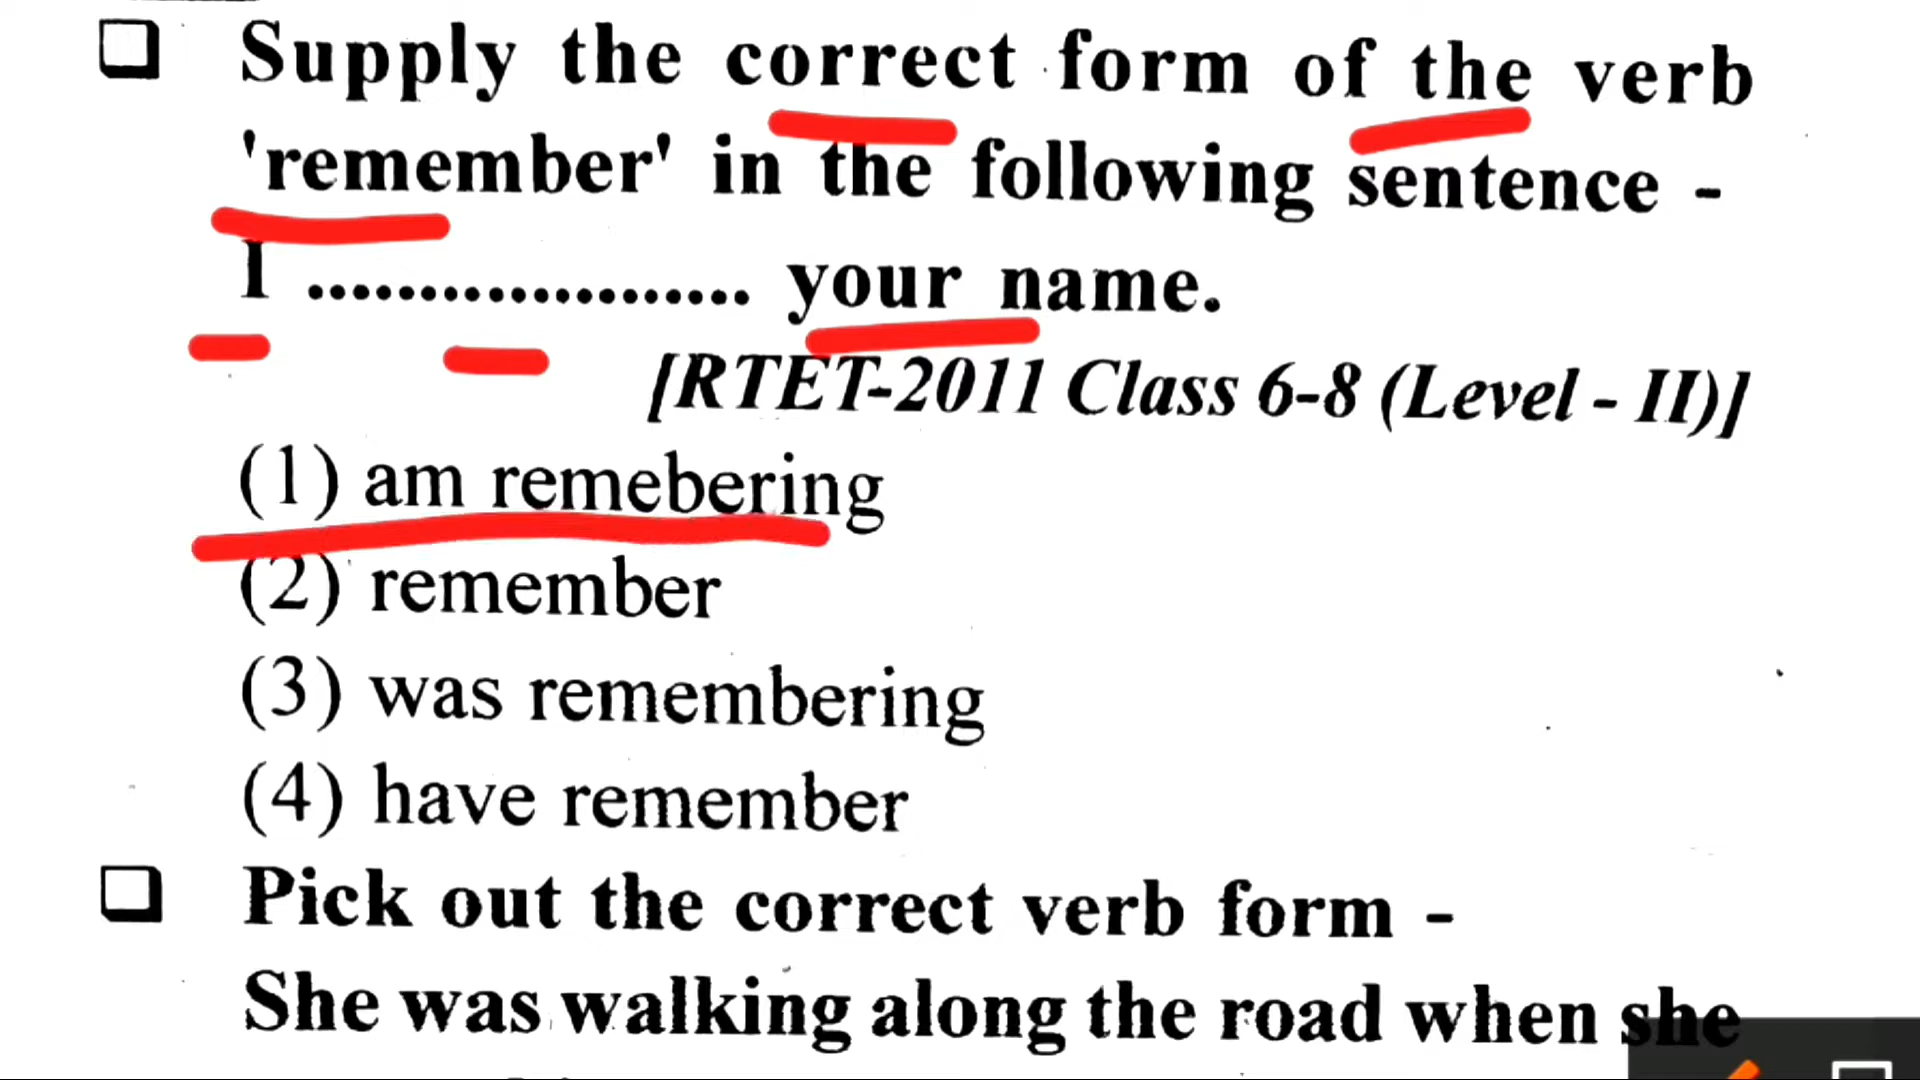 Supply the correct form of the verb
'remember' in the following sentence -
I ..................... your name.
[RTET-2011 Class 6-8 (Level - II)]
(1) am remebering
(2) remember
(3) was remembering
(4) have remember
Pick out the correct verb form -
She was walking along the road when she